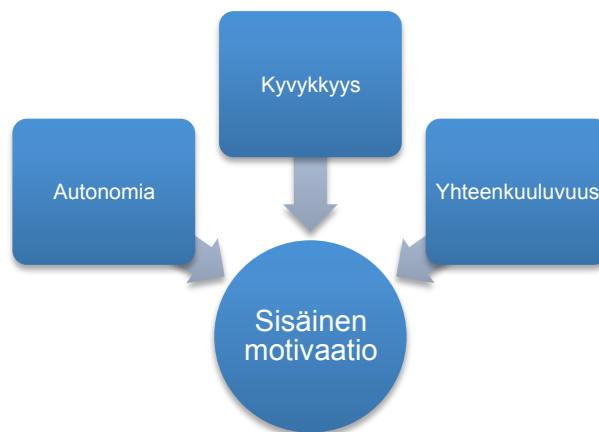 Kyvykkyys
Autonomia
Yhteenkuuluvuus
Sisäinen
motivaatio